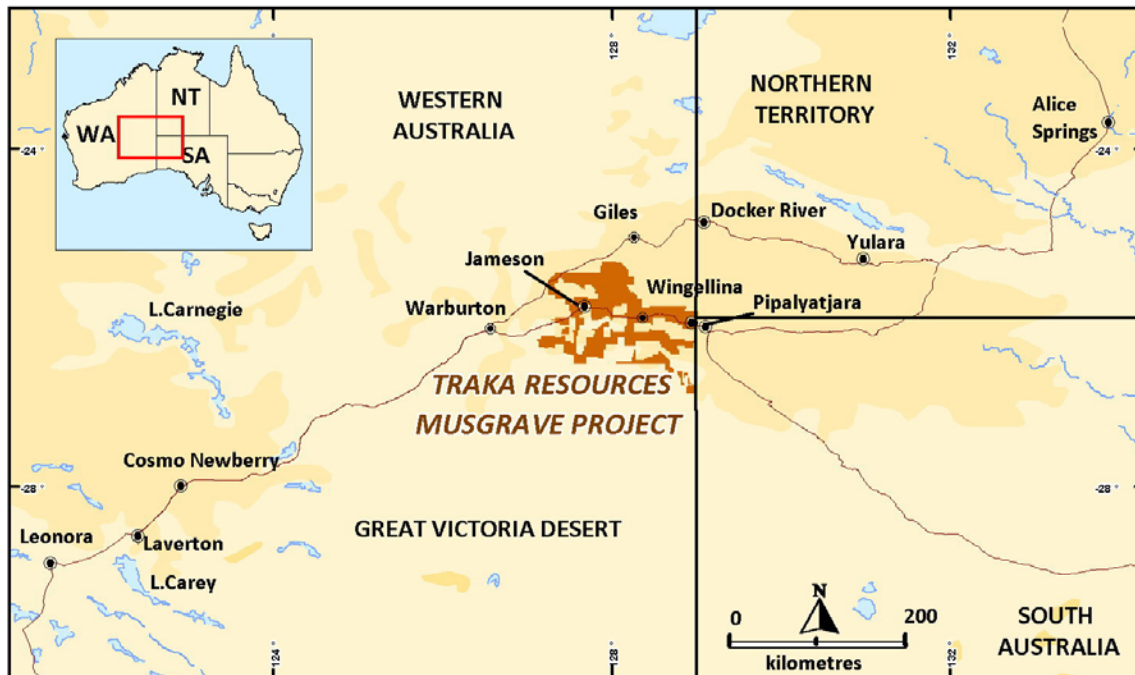 128°
132°
NT
WA
SA
WESTERN
AUSTRALIA
NORTHERN
TERRITORY
Alice
Springs
-24°
-24°
Giles
Docker River
Yulara
Jameson
Wingellina
L.Carnegie
Warburton
Pipalyatjara
TRAKA RESOURCES
MUSGRAVE PROJECT
Cosmo Newberry
-28°
-28°
GREAT VICTORIA DESERT
Leonora
Laverton
L.Carey
N
0
200
kilometres
SOUTH
AUSTRALIA
124°
128°
132°